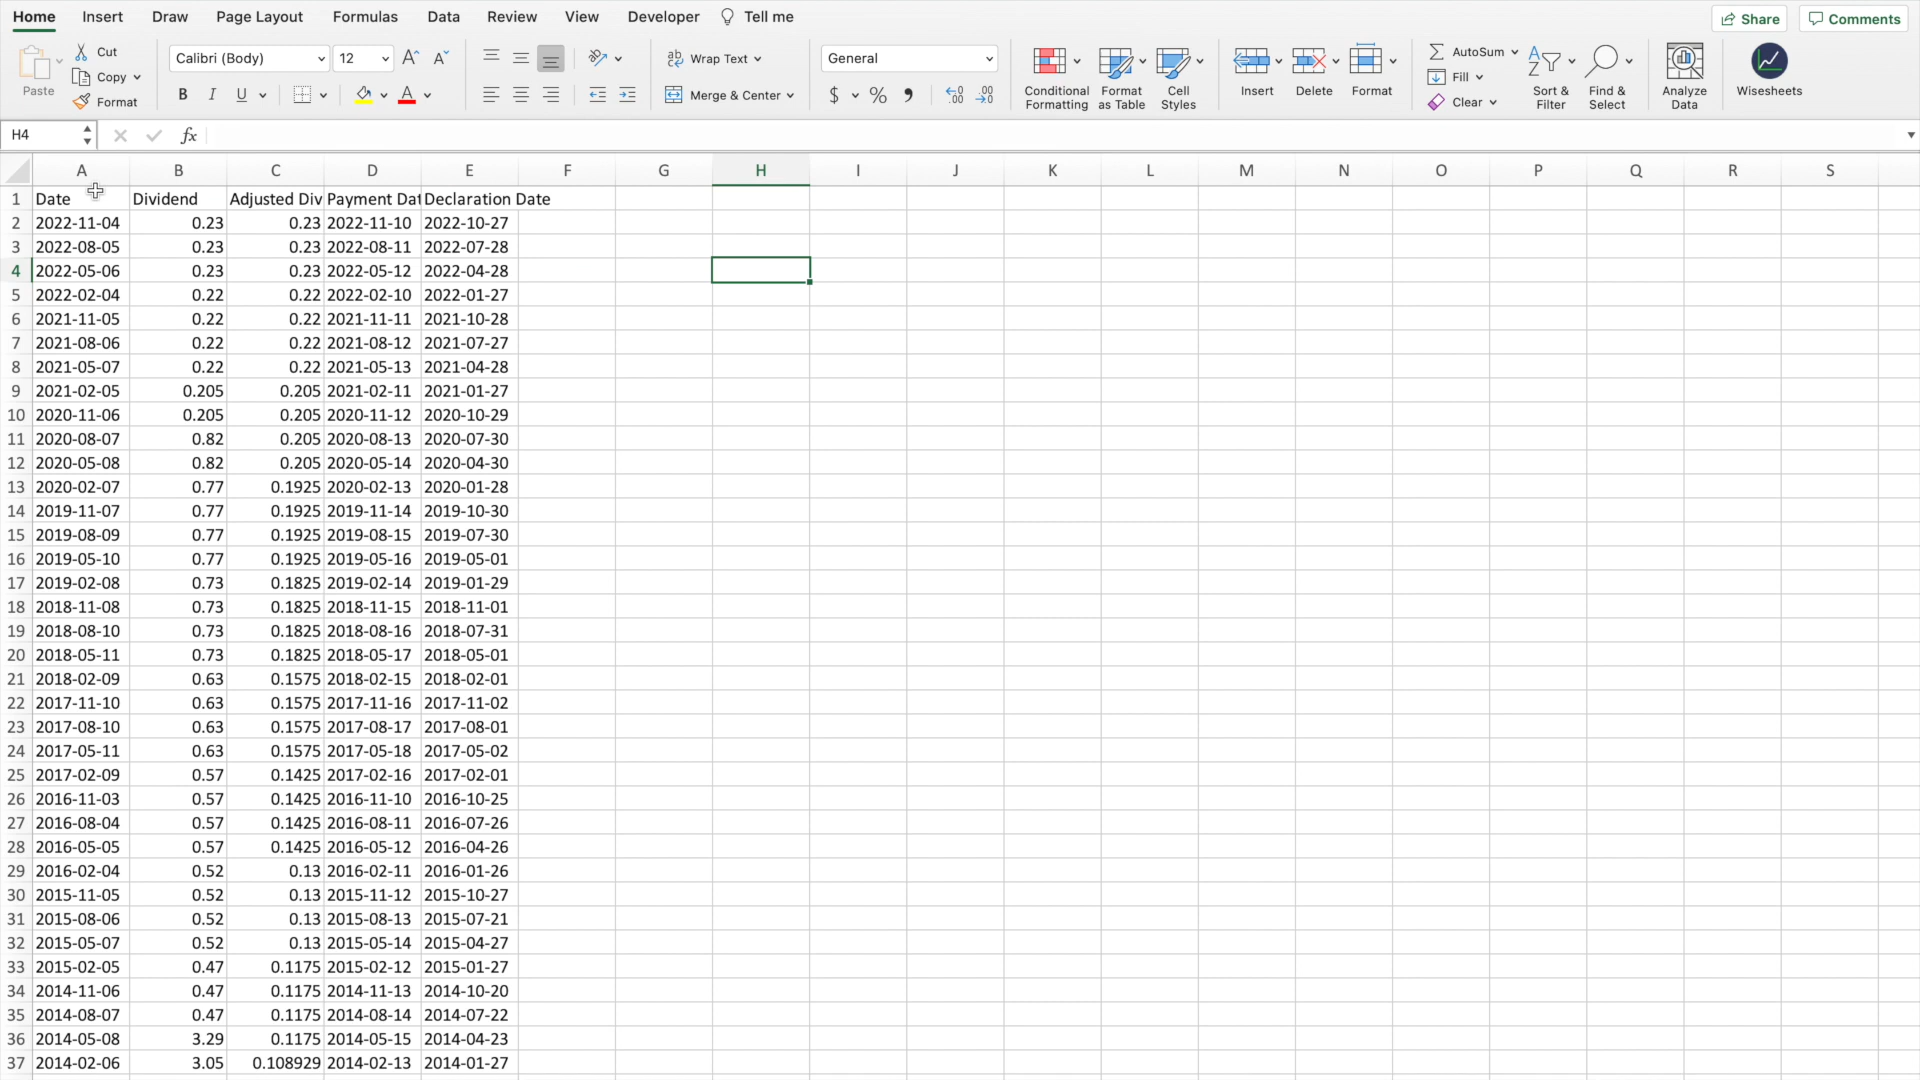 Home Insert Draw Page Layout Formulas Data Review View Developer Tell me Share Comments
Paste Cut Copy Format
Calibri (Body) 12 A A
B I U A
ab c Wrap Text
Merge & Center
General
$ % 9 .0 .00 .00 .0
Conditional Formatting Format as Table Cell Styles
Insert Delete Format
AutoSum Fill Clear
Sort & Filter Find & Select
Analyze Data Wisesheets
H4 fx
A B C D E F G H I J K L M N O P Q R S
1 Date Dividend Adjusted Div Payment Dat Declaration Date
2 2022-11-04 0.23 0.23 2022-11-10 2022-10-27
3 2022-08-05 0.23 0.23 2022-08-11 2022-07-28
4 2022-05-06 0.23 0.23 2022-05-12 2022-04-28
5 2022-02-04 0.22 0.22 2022-02-10 2022-01-27
6 2021-11-05 0.22 0.22 2021-11-11 2021-10-28
7 2021-08-06 0.22 0.22 2021-08-12 2021-07-27
8 2021-05-07 0.22 0.22 2021-05-13 2021-04-28
9 2021-02-05 0.205 0.205 2021-02-11 2021-01-27
10 2020-11-06 0.205 0.205 2020-11-12 2020-10-29
11 2020-08-07 0.82 0.205 2020-08-13 2020-07-30
12 2020-05-08 0.82 0.205 2020-05-14 2020-04-30
13 2020-02-07 0.77 0.1925 2020-02-13 2020-01-28
14 2019-11-07 0.77 0.1925 2019-11-14 2019-10-30
15 2019-08-09 0.77 0.1925 2019-08-15 2019-07-30
16 2019-05-10 0.77 0.1925 2019-05-16 2019-05-01
17 2019-02-08 0.73 0.1825 2019-02-14 2019-01-29
18 2018-11-08 0.73 0.1825 2018-11-15 2018-11-01
19 2018-08-10 0.73 0.1825 2018-08-16 2018-07-31
20 2018-05-11 0.73 0.1825 2018-05-17 2018-05-01
21 2018-02-09 0.63 0.1575 2018-02-15 2018-02-01
22 2017-11-10 0.63 0.1575 2017-11-16 2017-11-02
23 2017-08-10 0.63 0.1575 2017-08-17 2017-08-01
24 2017-05-11 0.63 0.1575 2017-05-18 2017-05-02
25 2017-02-09 0.57 0.1425 2017-02-16 2017-02-01
26 2016-11-03 0.57 0.1425 2016-11-10 2016-10-25
27 2016-08-04 0.57 0.1425 2016-08-11 2016-07-26
28 2016-05-05 0.57 0.1425 2016-05-12 2016-04-26
29 2016-02-04 0.52 0.13 2016-02-11 2016-01-26
30 2015-11-05 0.52 0.13 2015-11-12 2015-10-27
31 2015-08-06 0.52 0.13 2015-08-13 2015-07-21
32 2015-05-07 0.52 0.13 2015-05-14 2015-04-27
33 2015-02-05 0.47 0.1175 2015-02-12 2015-01-27
34 2014-11-06 0.47 0.1175 2014-11-13 2014-10-20
35 2014-08-07 0.47 0.1175 2014-08-14 2014-07-22
36 2014-05-08 3.29 0.1175 2014-05-15 2014-04-23
37 2014-02-06 3.05 0.108929 2014-02-13 2014-01-27